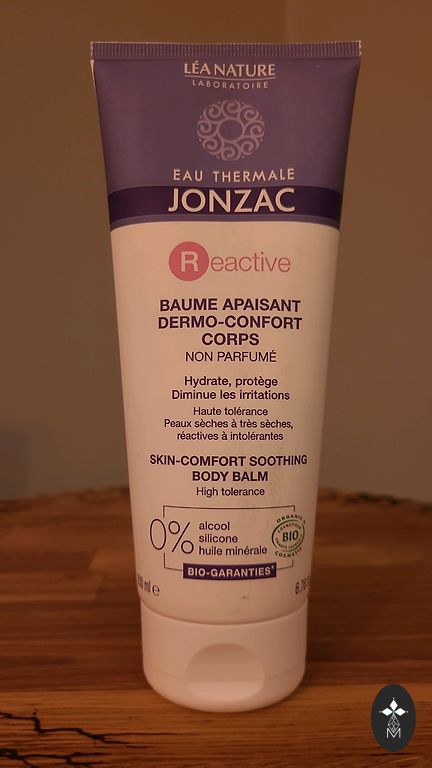 LÉA NATURE
LABORATOIRE
EAU THERMALE
JONZAC
Reactive
BAUME APAISANT
DERMO-CONFORT
CORPS
NON PARFUMÉ
Hydrate, protège
Diminue les irritations
Haute tolérance
Peaux sèches à très sèches,
réactives à intolérantes
SKIN-COMFORT SOOTHING
BODY BALM
High tolerance
0%
alcool
silicone
huile minérale
COSMETIQUE
BIO
BIO-GARANTIES*
ml e
M